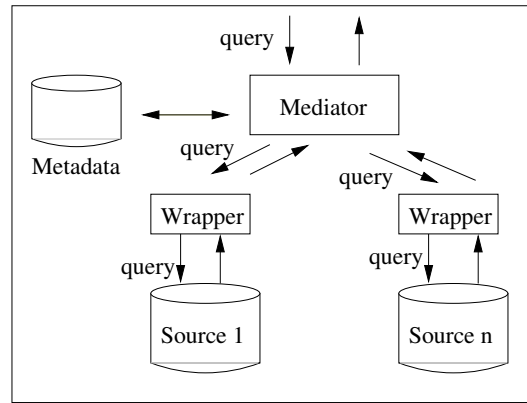 query
Mediator
Metadata
query
query
Wrapper
Wrapper
query
query
Source 1
Source n